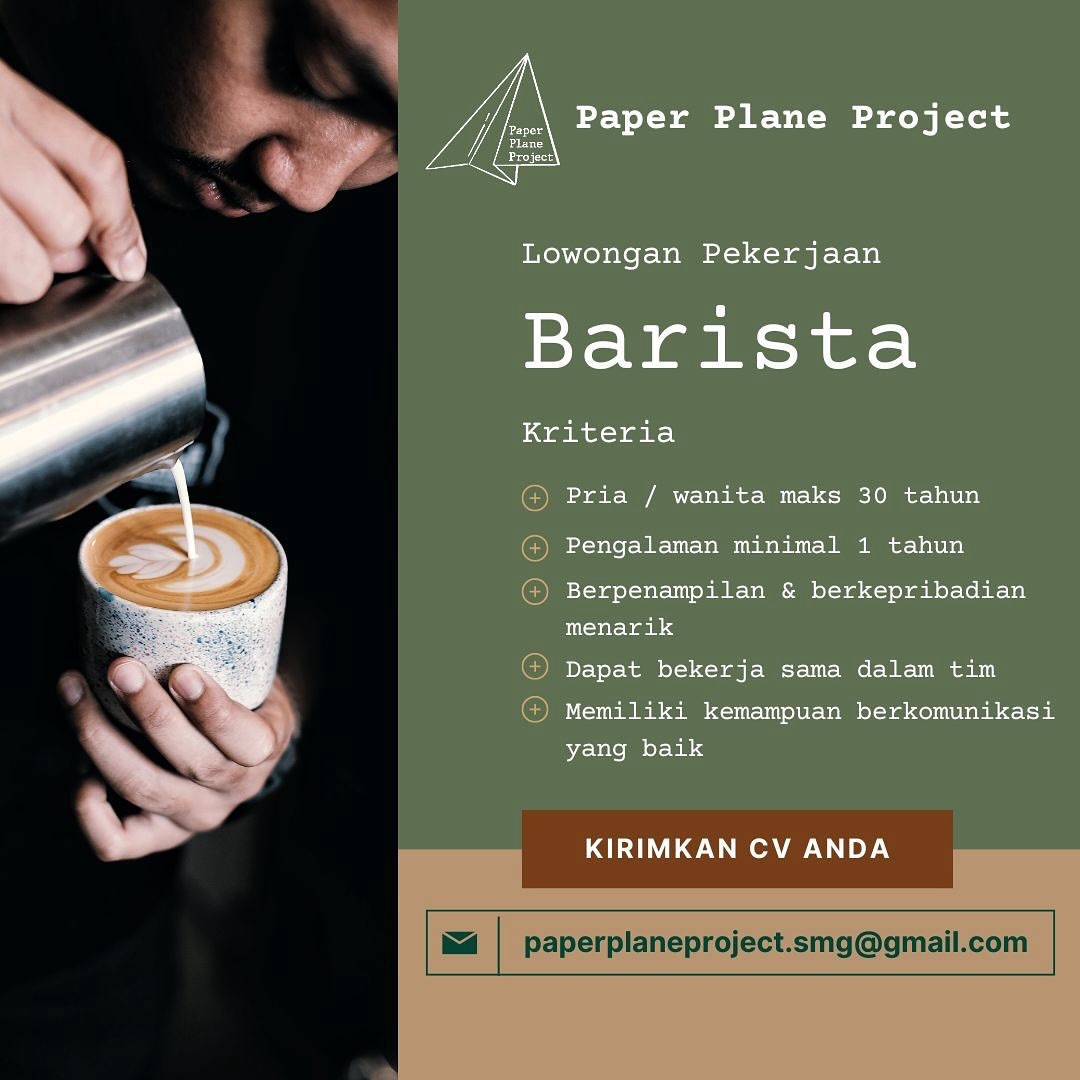 Paper
Plane
Project
Paper Plane Project
Lowongan Pekerjaan
Barista
Kriteria
Pria / wanita maks 30 tahun
Pengalaman minimal 1 tahun
Berpenampilan & berkepribadian
menarik
Dapat bekerja sama dalam tim
Memiliki kemampuan berkomunikasi
yang baik
KIRIMKAN CV ANDA
paperplaneproject.smg@gmail.com